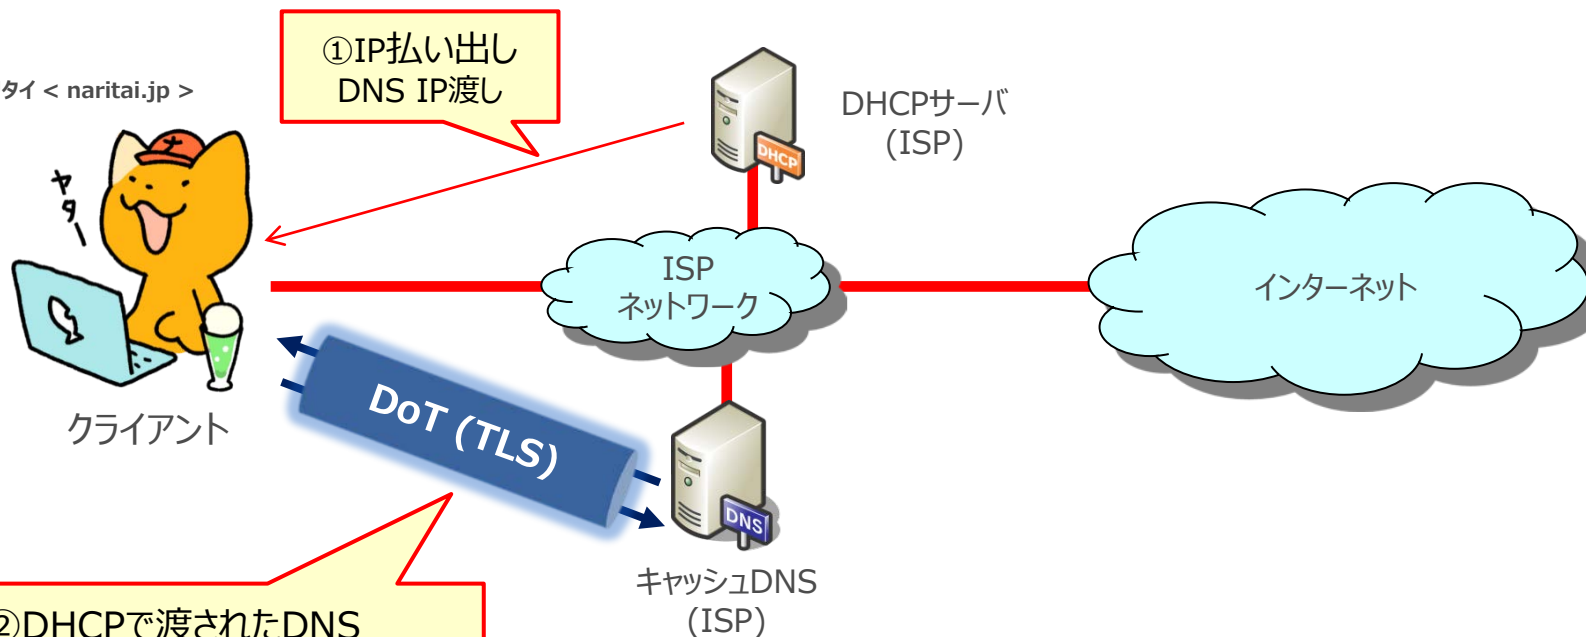 ①IP払い出し
DNS IP渡し
タイ < naritai.jp >
DHCPサーバ
(ISP)
DHCP
ヤター
ISP
ネットワーク
インターネット
クライアント
DoT (TLS)
DNS
キャッシュDNS
(ISP)
②DHCPで渡されたDNS